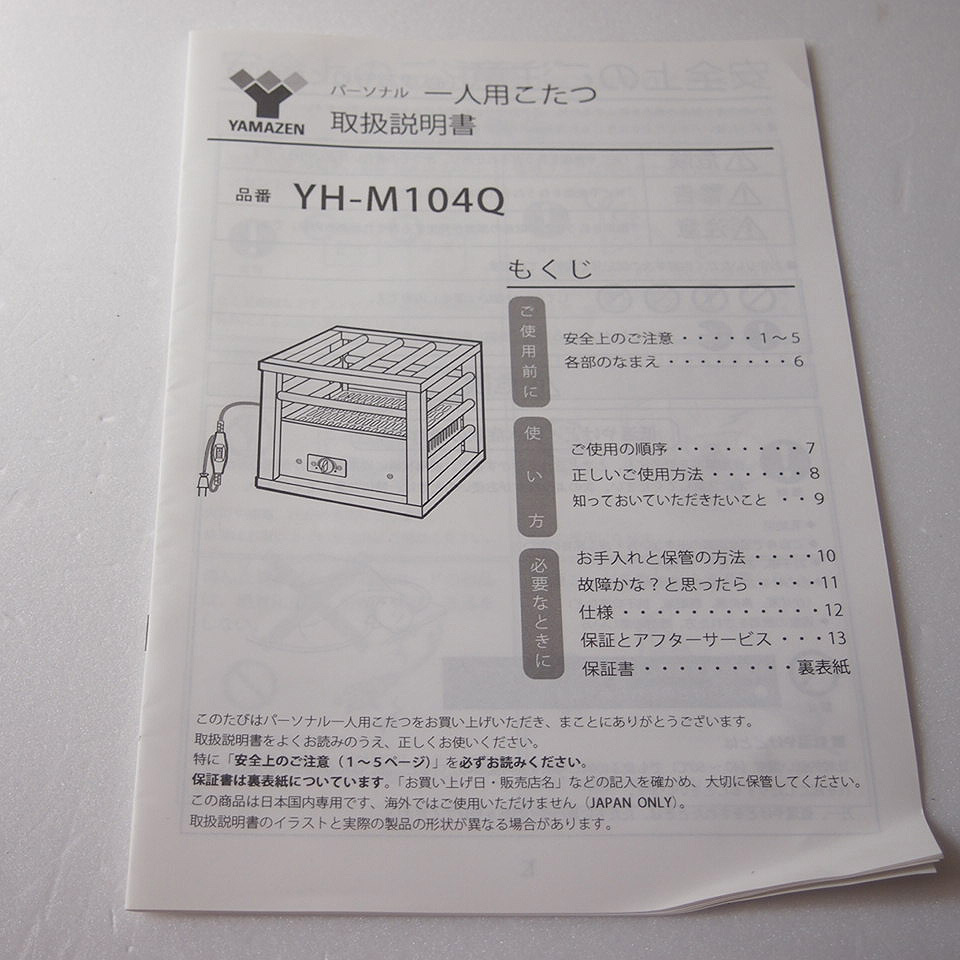 YAMAZEN
パーソナル 一人用こたつ
取扱説明書
品番 YH-M104Q
もくじ
ご使用前に
安全上のご注意・・・・・1〜5
各部のなまえ・・・・・・・・6
使い方
ご使用の順序・・・・・・・・7
正しいご使用方法・・・・・・8
知っておいていただきたいこと・・9
必要なときに
お手入れと保管の方法・・・・10
故障かな?と思ったら・・・・11
仕様・・・・・・・・・・・・12
保証とアフターサービス・・・13
保証書・・・・・・・・・裏表紙
このたびはパーソナル一人用こたつをお買い上げいただき、まことにありがとうございます。
取扱説明書をよくお読みのうえ、正しくお使いください。
特に「安全上のご注意(1〜5ページ)」を必ずお読みください。
保証書は裏表紙についています。「お買い上げ日・販売店名」などの記入を確かめ、大切に保管してください。
この商品は日本国内専用です、海外ではご使用いただけません(JAPAN ONLY)。
取扱説明書のイラストと実際の製品の形状が異なる場合があります。